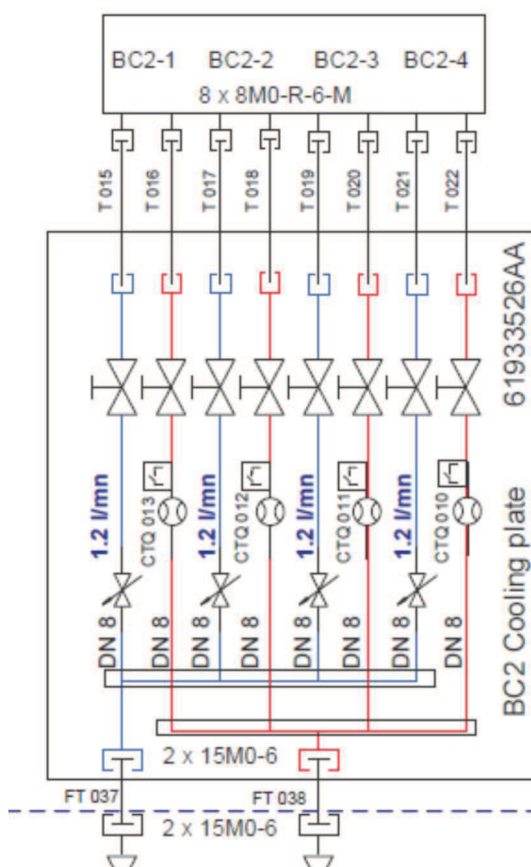 BC2-1 BC2-2 BC2-3 BC2-4
8 x 8M0-R-6-M
T 015
T 016
T 017
T 018
T 019
T 020
T 021
T 022
61933526AA
1.2 l/mn
CTQ 013
1.2 l/mn
CTQ 012
1.2 l/mn
CTQ 011
1.2 l/mn
CTQ 010
DN 8
DN 8
DN 8
DN 8
DN 8
DN 8
DN 8
DN 8
BC2 Cooling plate
2 x 15M0-6
FT 037 FT 038
2 x 15M0-6